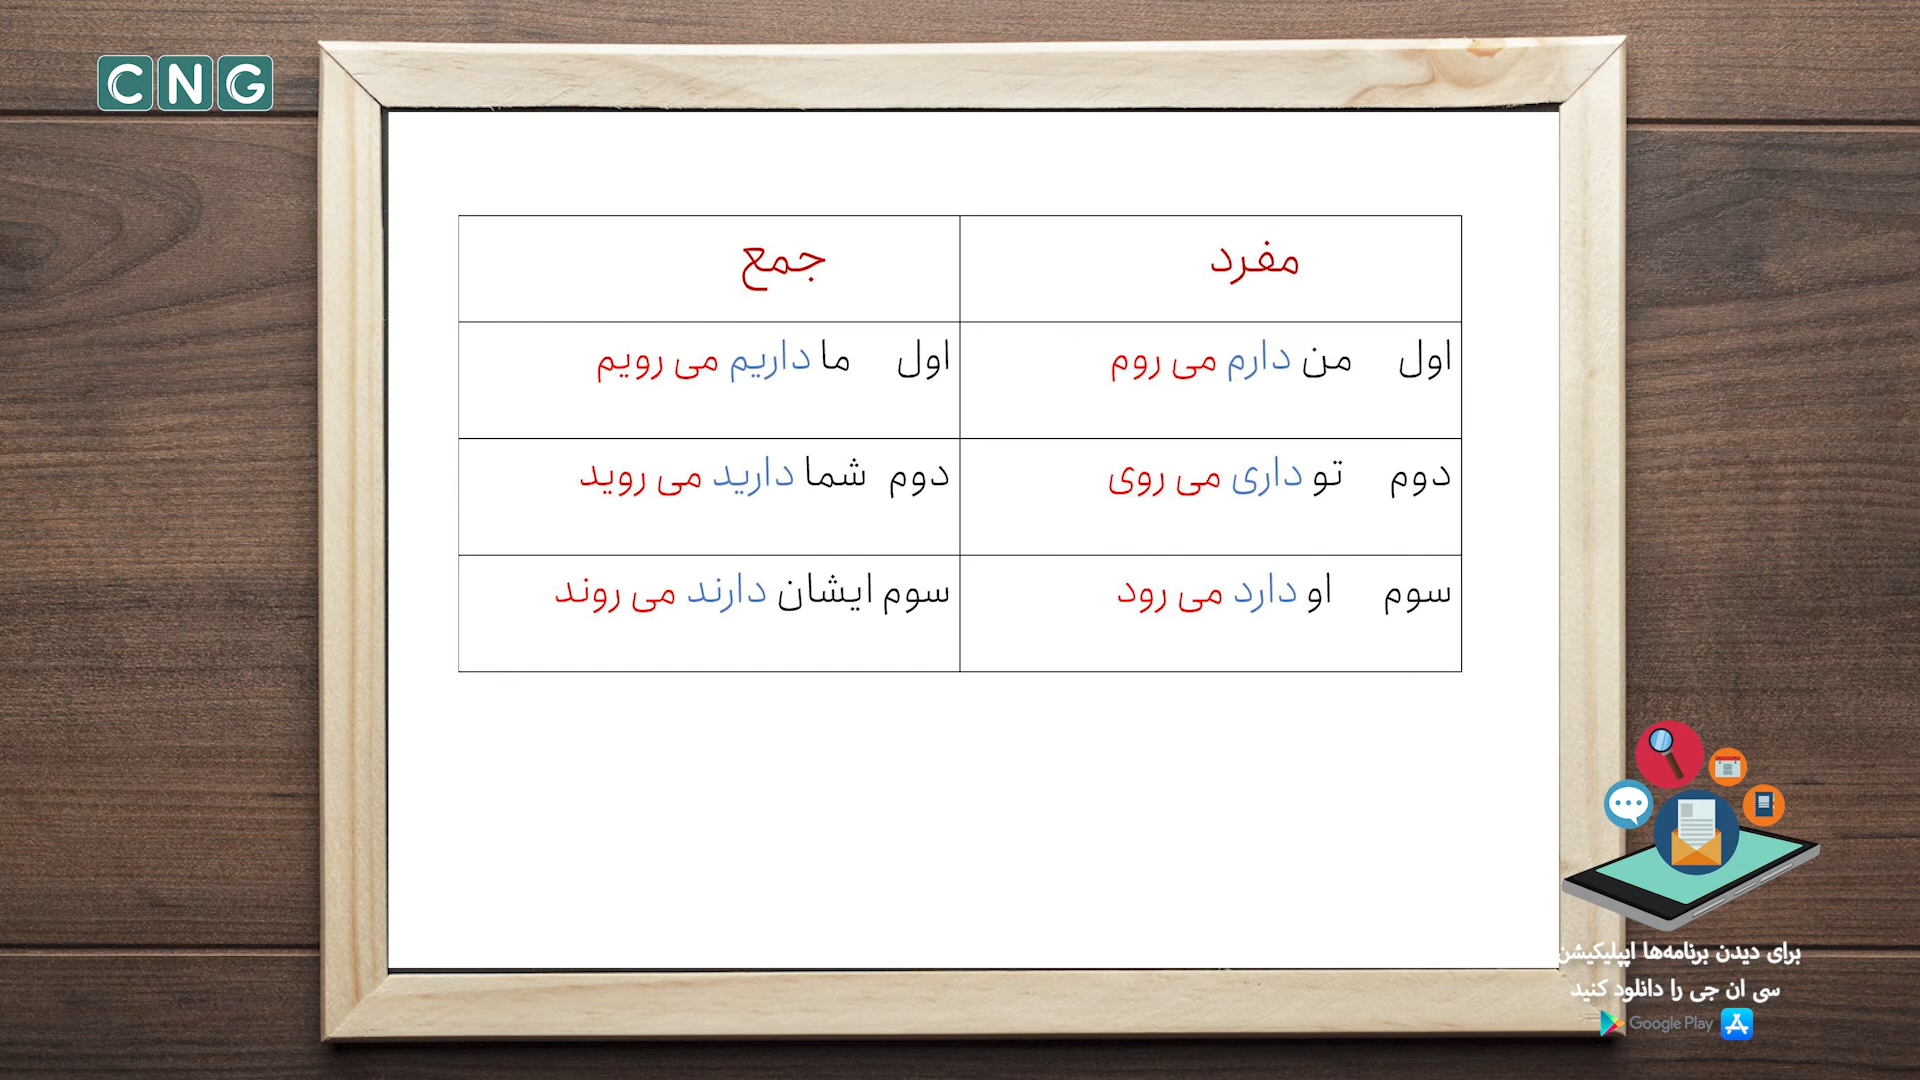 CNG
مفرد
جمع
اول من دارم می روم
اول ما داریم می رویم
دوم تو داری می روی
دوم شما دارید می روید
سوم او دارد می رود
سوم ایشان دارند می روند
برای دیدن برنامه‌ها اپلیکیشن
سی ان جی را دانلود کنید
Google Play